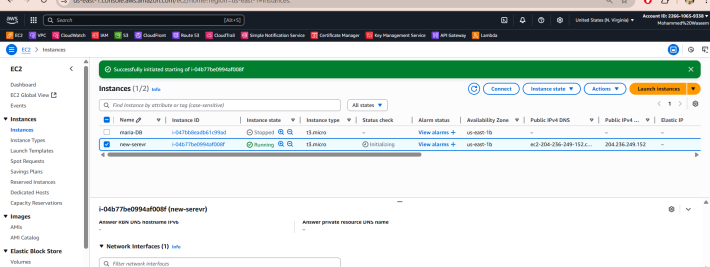 us-east-1.console.aws.amazon.com/ec2/home?region=us-east-1#Instances:
aws Search [Alt+S] United States (N. Virginia) Account ID: 2366-1065-9338
Mohammed%20Waseem
EC2 VPC CloudWatch IAM S3 CloudFront Route 53 CloudTrail Simple Notification Service Certificate Manager Key Management Service API Gateway Lambda
EC2 > Instances
EC2
Dashboard
EC2 Global View
Events
Instances
Instances
Instance Types
Launch Templates
Spot Requests
Savings Plans
Reserved Instances
Dedicated Hosts
Capacity Reservations
Images
AMIs
AMI Catalog
Elastic Block Store
Volumes
Successfully initiated starting of i-04b77be0994af008f
Instances (1/2) Info Connect Instance state Actions Launch instances
Find Instance by attribute or tag (case-sensitive) All states 1
Name Instance ID Instance state Instance type Status check Alarm status Availability Zone Public IPv4 DNS Public IPv4 ... Elastic IP
maria-DB i-047bb8eadb61c99ad Stopped t3.micro – View alarms + us-east-1b – – –
new-serevr i-04b77be0994af008f Running t3.micro Initializing View alarms + us-east-1b ec2-204-236-249-152.c... 204.236.249.152 –
i-04b77be0994af008f (new-serevr)
Answer RBN DNS hostname IPv6 Answer private resource DNS name
– –
Network Interfaces (1) Info
Filter network interfaces